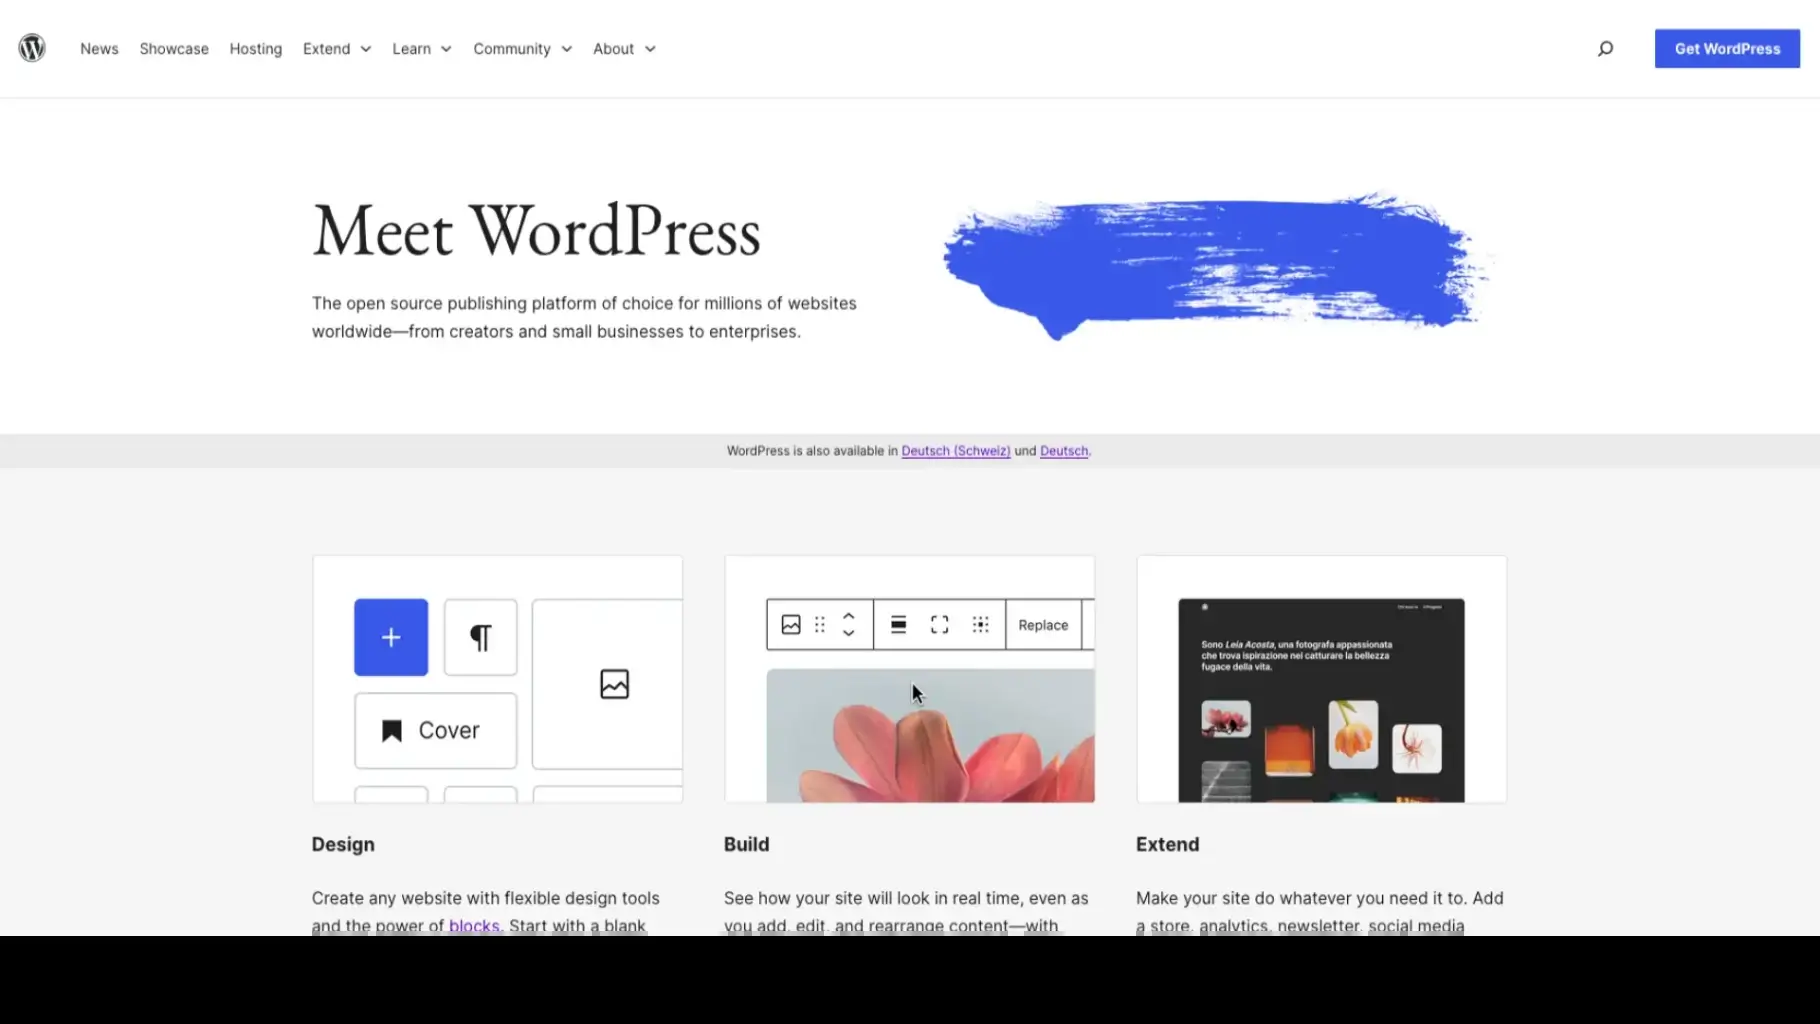 News Showcase Hosting Extend Learn Community About Get WordPress
Meet WordPress
The open source publishing platform of choice for millions of websites
worldwide—from creators and small businesses to enterprises.
WordPress is also available in Deutsch (Schweiz) und Deutsch.
Cover
Replace
Sono Leia Acosta, una fotografa appassionata
che trova ispirazione nel catturare la bellezza
fugace della vita.
Design
Create any website with flexible design tools
and the power of blocks. Start with a blank
Build
See how your site will look in real time, even as
you add, edit, and rearrange content—with
Extend
Make your site do whatever you need it to. Add
a store, analytics, newsletter, social media